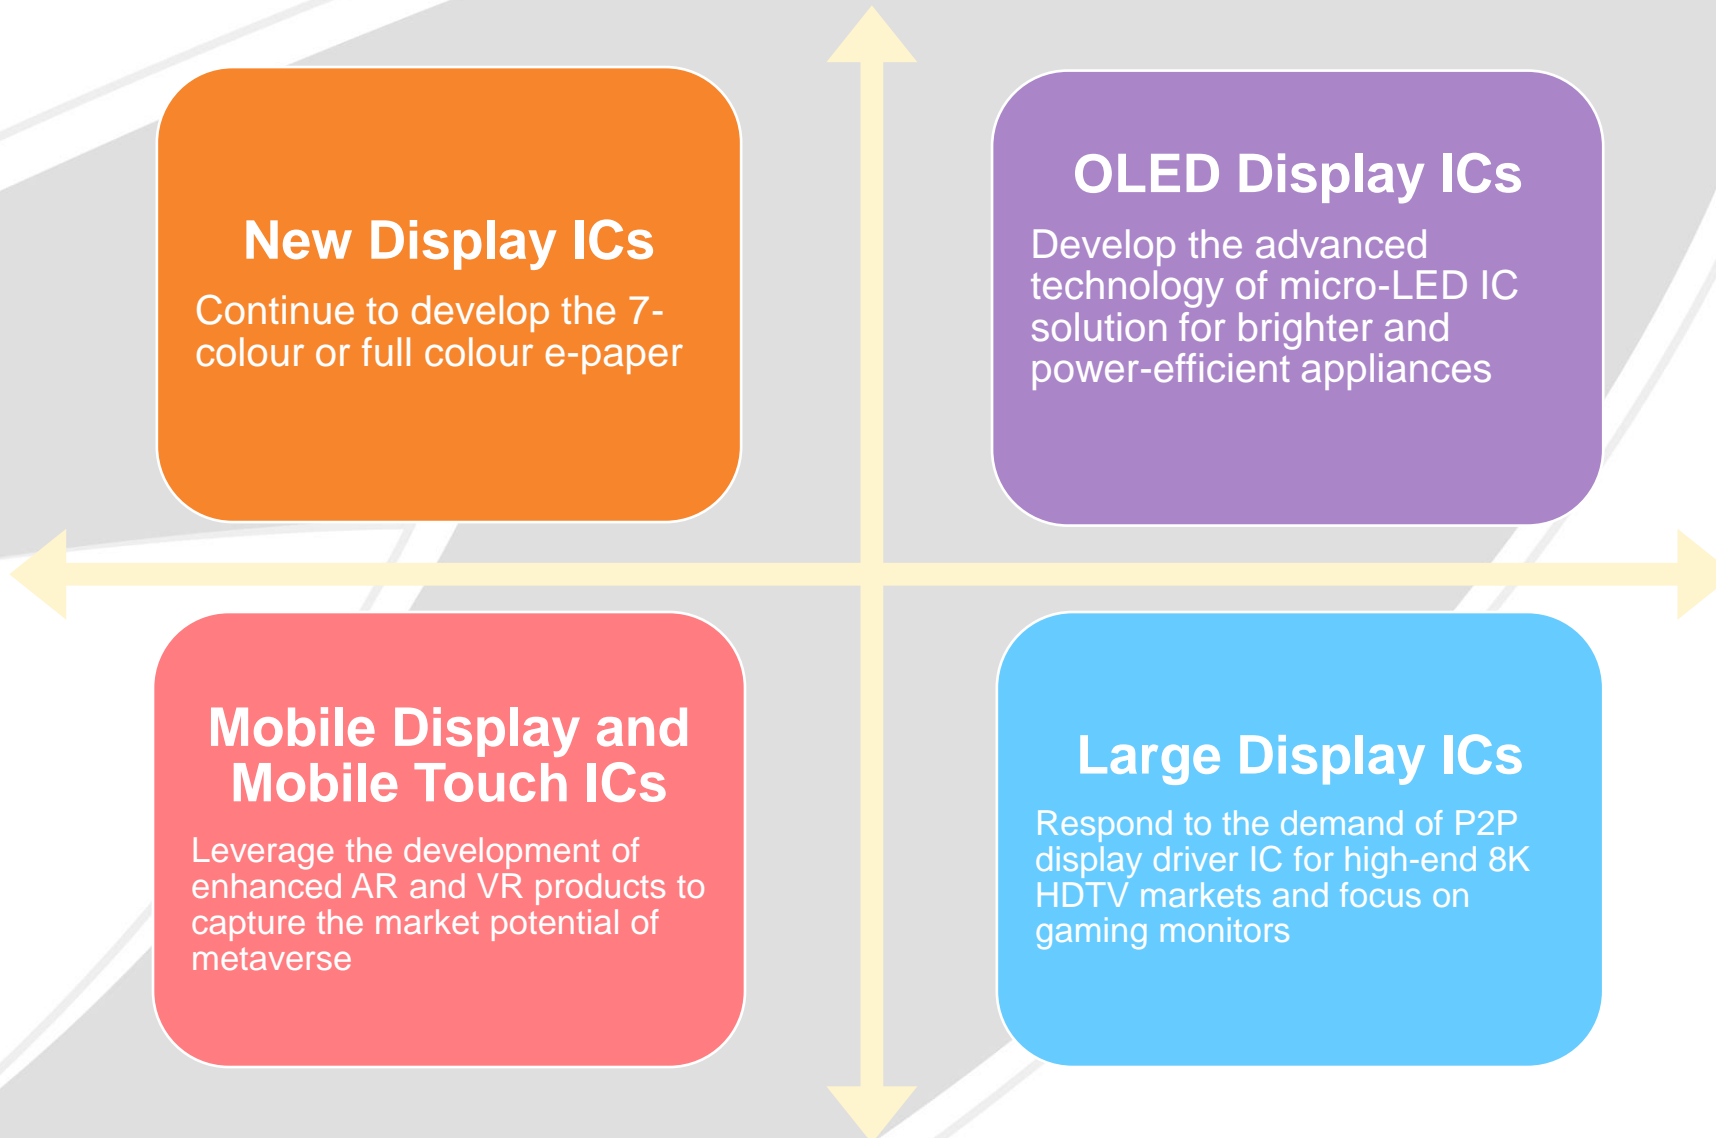 New Display ICs
Continue to develop the 7-
colour or full colour e-paper
OLED Display ICs
Develop the advanced
technology of micro-LED IC
solution for brighter and
power-efficient appliances
Mobile Display and
Mobile Touch ICs
Leverage the development of
enhanced AR and VR products to
capture the market potential of
metaverse
Large Display ICs
Respond to the demand of P2P
display driver IC for high-end 8K
HDTV markets and focus on
gaming monitors